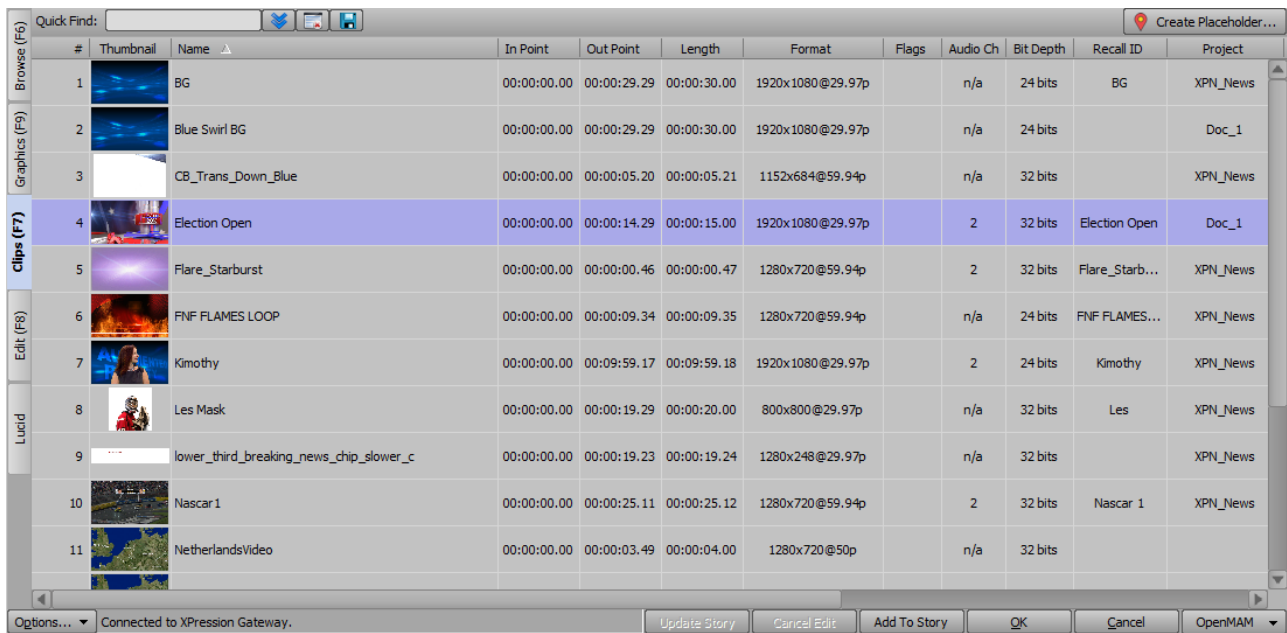 Quick Find:
Create Placeholder...
Browse (F6)
Graphics (F9)
Clips (F7)
Edit (F8)
Lucid
# Thumbnail Name In Point Out Point Length Format Flags Audio Ch Bit Depth Recall ID Project
1 BG 00:00:00.00 00:00:29.29 00:00:30.00 1920x1080@29.97p n/a 24 bits BG XPN_News
2 Blue Swirl BG 00:00:00.00 00:00:29.29 00:00:30.00 1920x1080@29.97p n/a 24 bits Doc_1
3 CB_Trans_Down_Blue 00:00:00.00 00:00:05.20 00:00:05.21 1152x684@59.94p n/a 32 bits XPN_News
4 Election Open 00:00:00.00 00:00:14.29 00:00:15.00 1920x1080@29.97p 2 32 bits Election Open Doc_1
5 Flare_Starburst 00:00:00.00 00:00:00.46 00:00:00.47 1280x720@59.94p 2 32 bits Flare_Starb... XPN_News
6 FNF FLAMES LOOP 00:00:00.00 00:00:09.34 00:00:09.35 1280x720@59.94p n/a 24 bits FNF FLAMES... XPN_News
7 Kimothy 00:00:00.00 00:09:59.17 00:09:59.18 1920x1080@29.97p 2 24 bits Kimothy XPN_News
8 Les Mask 00:00:00.00 00:00:19.29 00:00:20.00 800x800@29.97p n/a 32 bits Les XPN_News
9 lower_third_breaking_news_chip_slower_c 00:00:00.00 00:00:19.23 00:00:19.24 1280x248@29.97p n/a 32 bits XPN_News
10 Nascar1 00:00:00.00 00:00:25.11 00:00:25.12 1280x720@59.94p 2 32 bits Nascar 1 XPN_News
11 NetherlandsVideo 00:00:00.00 00:00:03.49 00:00:04.00 1280x720@50p n/a 32 bits
Options... Connected to XPression Gateway. Update Story Cancel Edit Add To Story OK Cancel OpenMAM